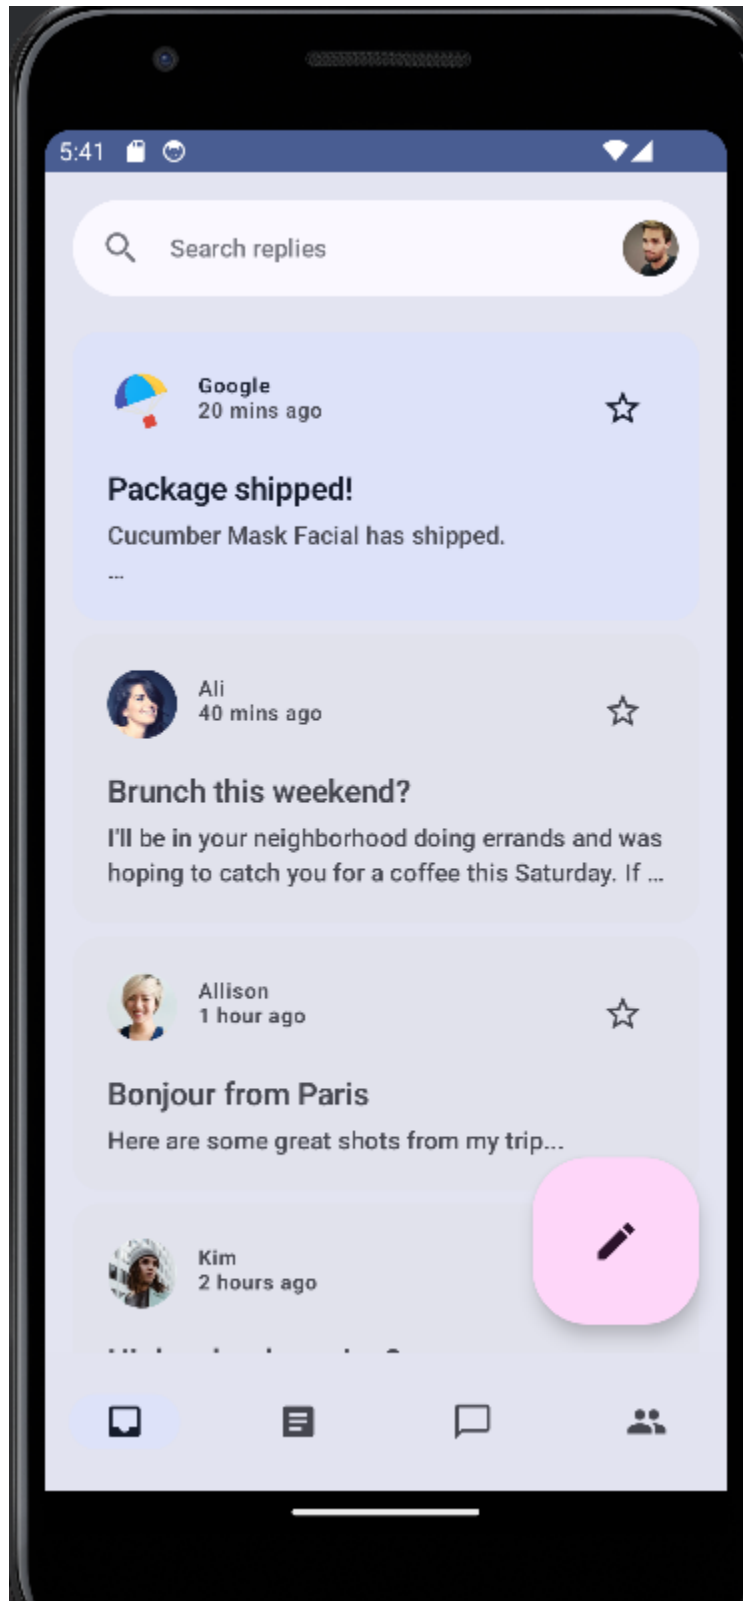 5:41
Search replies
Google
20 mins ago
Package shipped!
Cucumber Mask Facial has shipped.
...
Ali
40 mins ago
Brunch this weekend?
I'll be in your neighborhood doing errands and was
hoping to catch you for a coffee this Saturday. If ...
Allison
1 hour ago
Bonjour from Paris
Here are some great shots from my trip...
Kim
2 hours ago